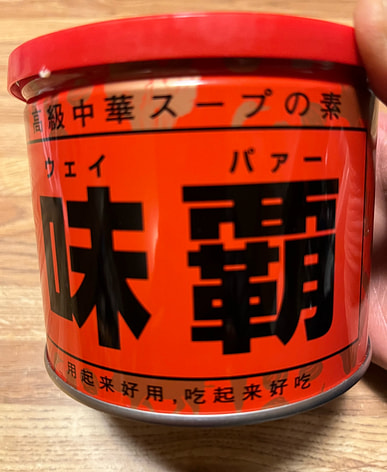 高級中華スープの素
ウェイ パァー
味覇
用起来好用,吃起来好吃